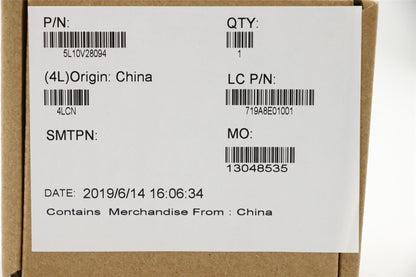 P/N:
QTY:
5L10V28094
1
(4L)Origin: China
LC P/N:
4LCN
719A8E01001
SMTPN:
MO:
13048535
DATE: 2019/6/14 16:06:34
Contains Merchandise From : China